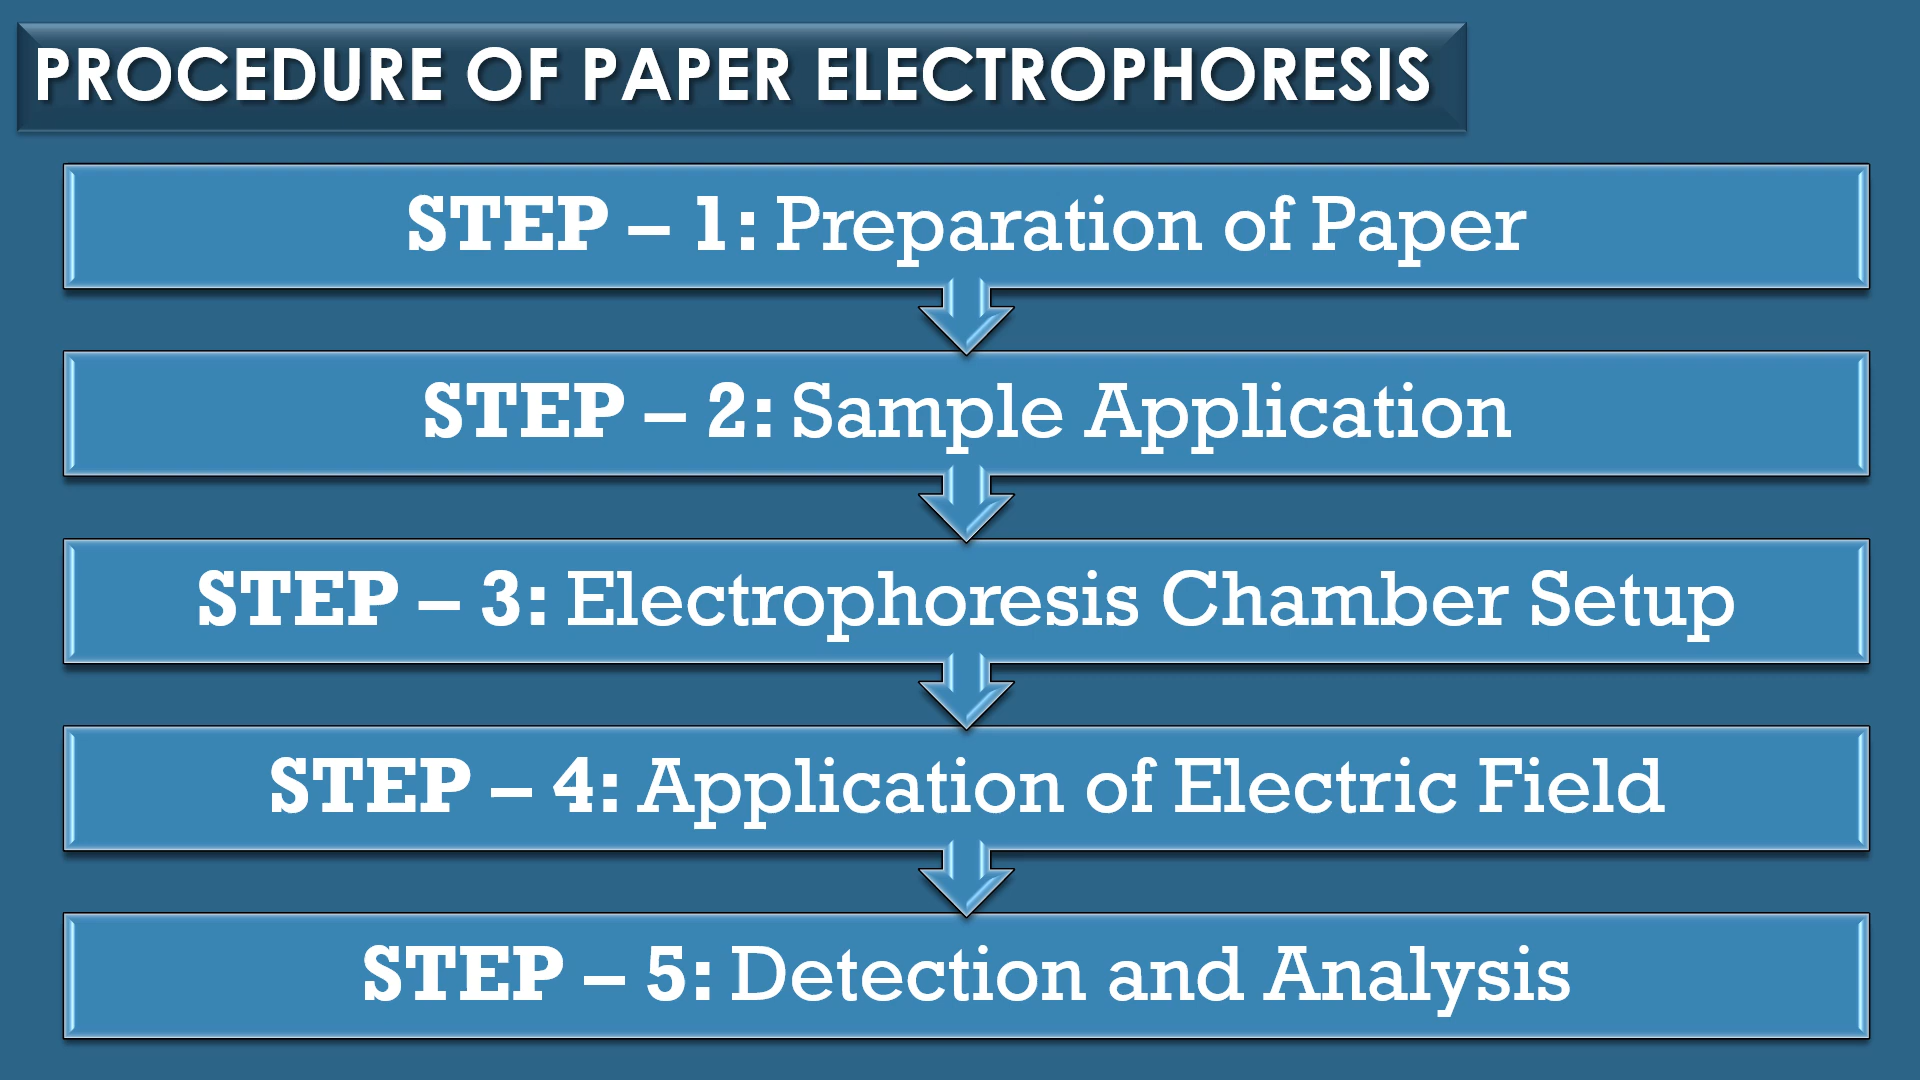 PROCEDURE OF PAPER ELECTROPHORESIS
STEP – 1: Preparation of Paper
STEP – 2: Sample Application
STEP – 3: Electrophoresis Chamber Setup
STEP – 4: Application of Electric Field
STEP – 5: Detection and Analysis